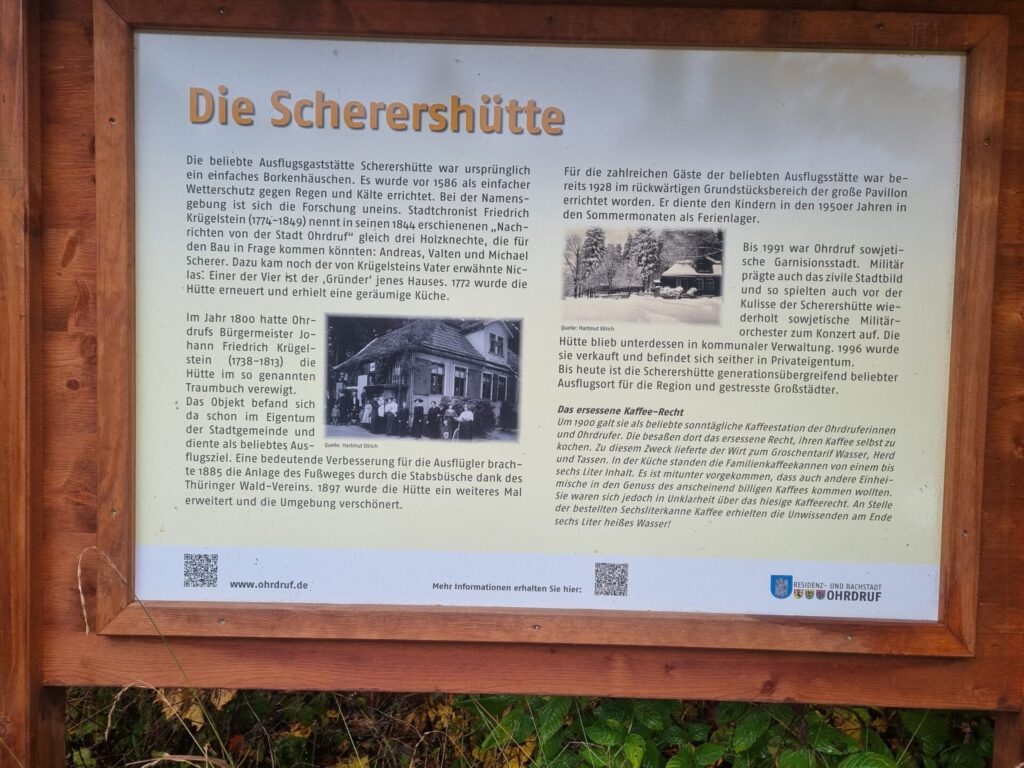 Die Scherershütte
Die beliebte Ausflugsgaststätte Scherershütte war ursprünglich
ein einfaches Borkenhäuschen. Es wurde vor 1586 als einfacher
Wetterschutz gegen Regen und Kälte errichtet. Bei der Namens-
gebung ist sich die Forschung uneins. Stadtchronist Friedrich
Krügelstein (1774-1849) nennt in seinen 1844 erschienenen „Nach-
richten von der Stadt Ohrdruf“ gleich drei Holzknechte, die für
den Bau in Frage kommen könnten: Andreas, Valten und Michael
Scherer. Dazu kam noch der von Krügelsteins Vater erwähnte Nic-
las. Einer der Vier ist der ,Gründer' jenes Hauses. 1772 wurde die
Hütte erneuert und erhielt eine geräumige Küche.
Im Jahr 1800 hatte Ohr-
drufs Bürgermeister Jo-
hann Friedrich Krügel-
stein (1738-1813) die
Hütte im so genannten
Traumbuch verewigt.
Das Objekt befand sich
da schon im Eigentum
der Stadtgemeinde und
diente als beliebtes Aus-
Quelle: Hartmut Ellrich
flugsziel. Eine bedeutende Verbesserung für die Ausflügler brach-
te 1885 die Anlage des Fußweges durch die Stabsbüsche dank des
Thüringer Wald-Vereins. 1897 wurde die Hütte ein weiteres Mal
erweitert und die Umgebung verschönert.
Für die zahlreichen Gäste der beliebten Ausflugsstätte war be-
reits 1928 im rückwärtigen Grundstücksbereich der große Pavillon
errichtet worden. Er diente den Kindern in den 1950er Jahren in
den Sommermonaten als Ferienlager.
Bis 1991 war Ohrdruf sowjeti-
sche Garnisionsstadt. Militär
prägte auch das zivile Stadtbild
und so spielten auch vor der
Kulisse der Scherershütte wie-
derholt sowjetische Militär-
orchester zum Konzert auf. Die
Quelle: Hartmut Ellrich
Hütte blieb unterdessen in kommunaler Verwaltung. 1996 wurde
sie verkauft und befindet sich seither in Privateigentum.
Bis heute ist die Scherershütte generationsübergreifend beliebter
Ausflugsort für die Region und gestresste Großstädter.
Das ersessene Kaffee-Recht
Um 1900 galt sie als beliebte sonntägliche Kaffeestation der Ohrdruferinnen
und Ohrdrufer. Die besaßen dort das ersessene Recht, ihren Kaffee selbst zu
kochen. Zu diesem Zweck lieferte der Wirt zum Groschentarif Wasser, Herd
und Tassen. In der Küche standen die Familienkaffeekannen von einem bis
sechs Liter Inhalt. Es ist mitunter vorgekommen, dass auch andere Einhei-
mische in den Genuss des anscheinend billigen Kaffees kommen wollten.
Sie waren sich jedoch in Unklarheit über das hiesige Kaffeerecht. An Stelle
der bestellten Sechsliterkanne Kaffee erhielten die Unwissenden am Ende
sechs Liter heißes Wasser!
www.ohrdruf.de
Mehr Informationen erhalten Sie hier:
RESIDENZ- UND BACHSTADT
OHRDRUF